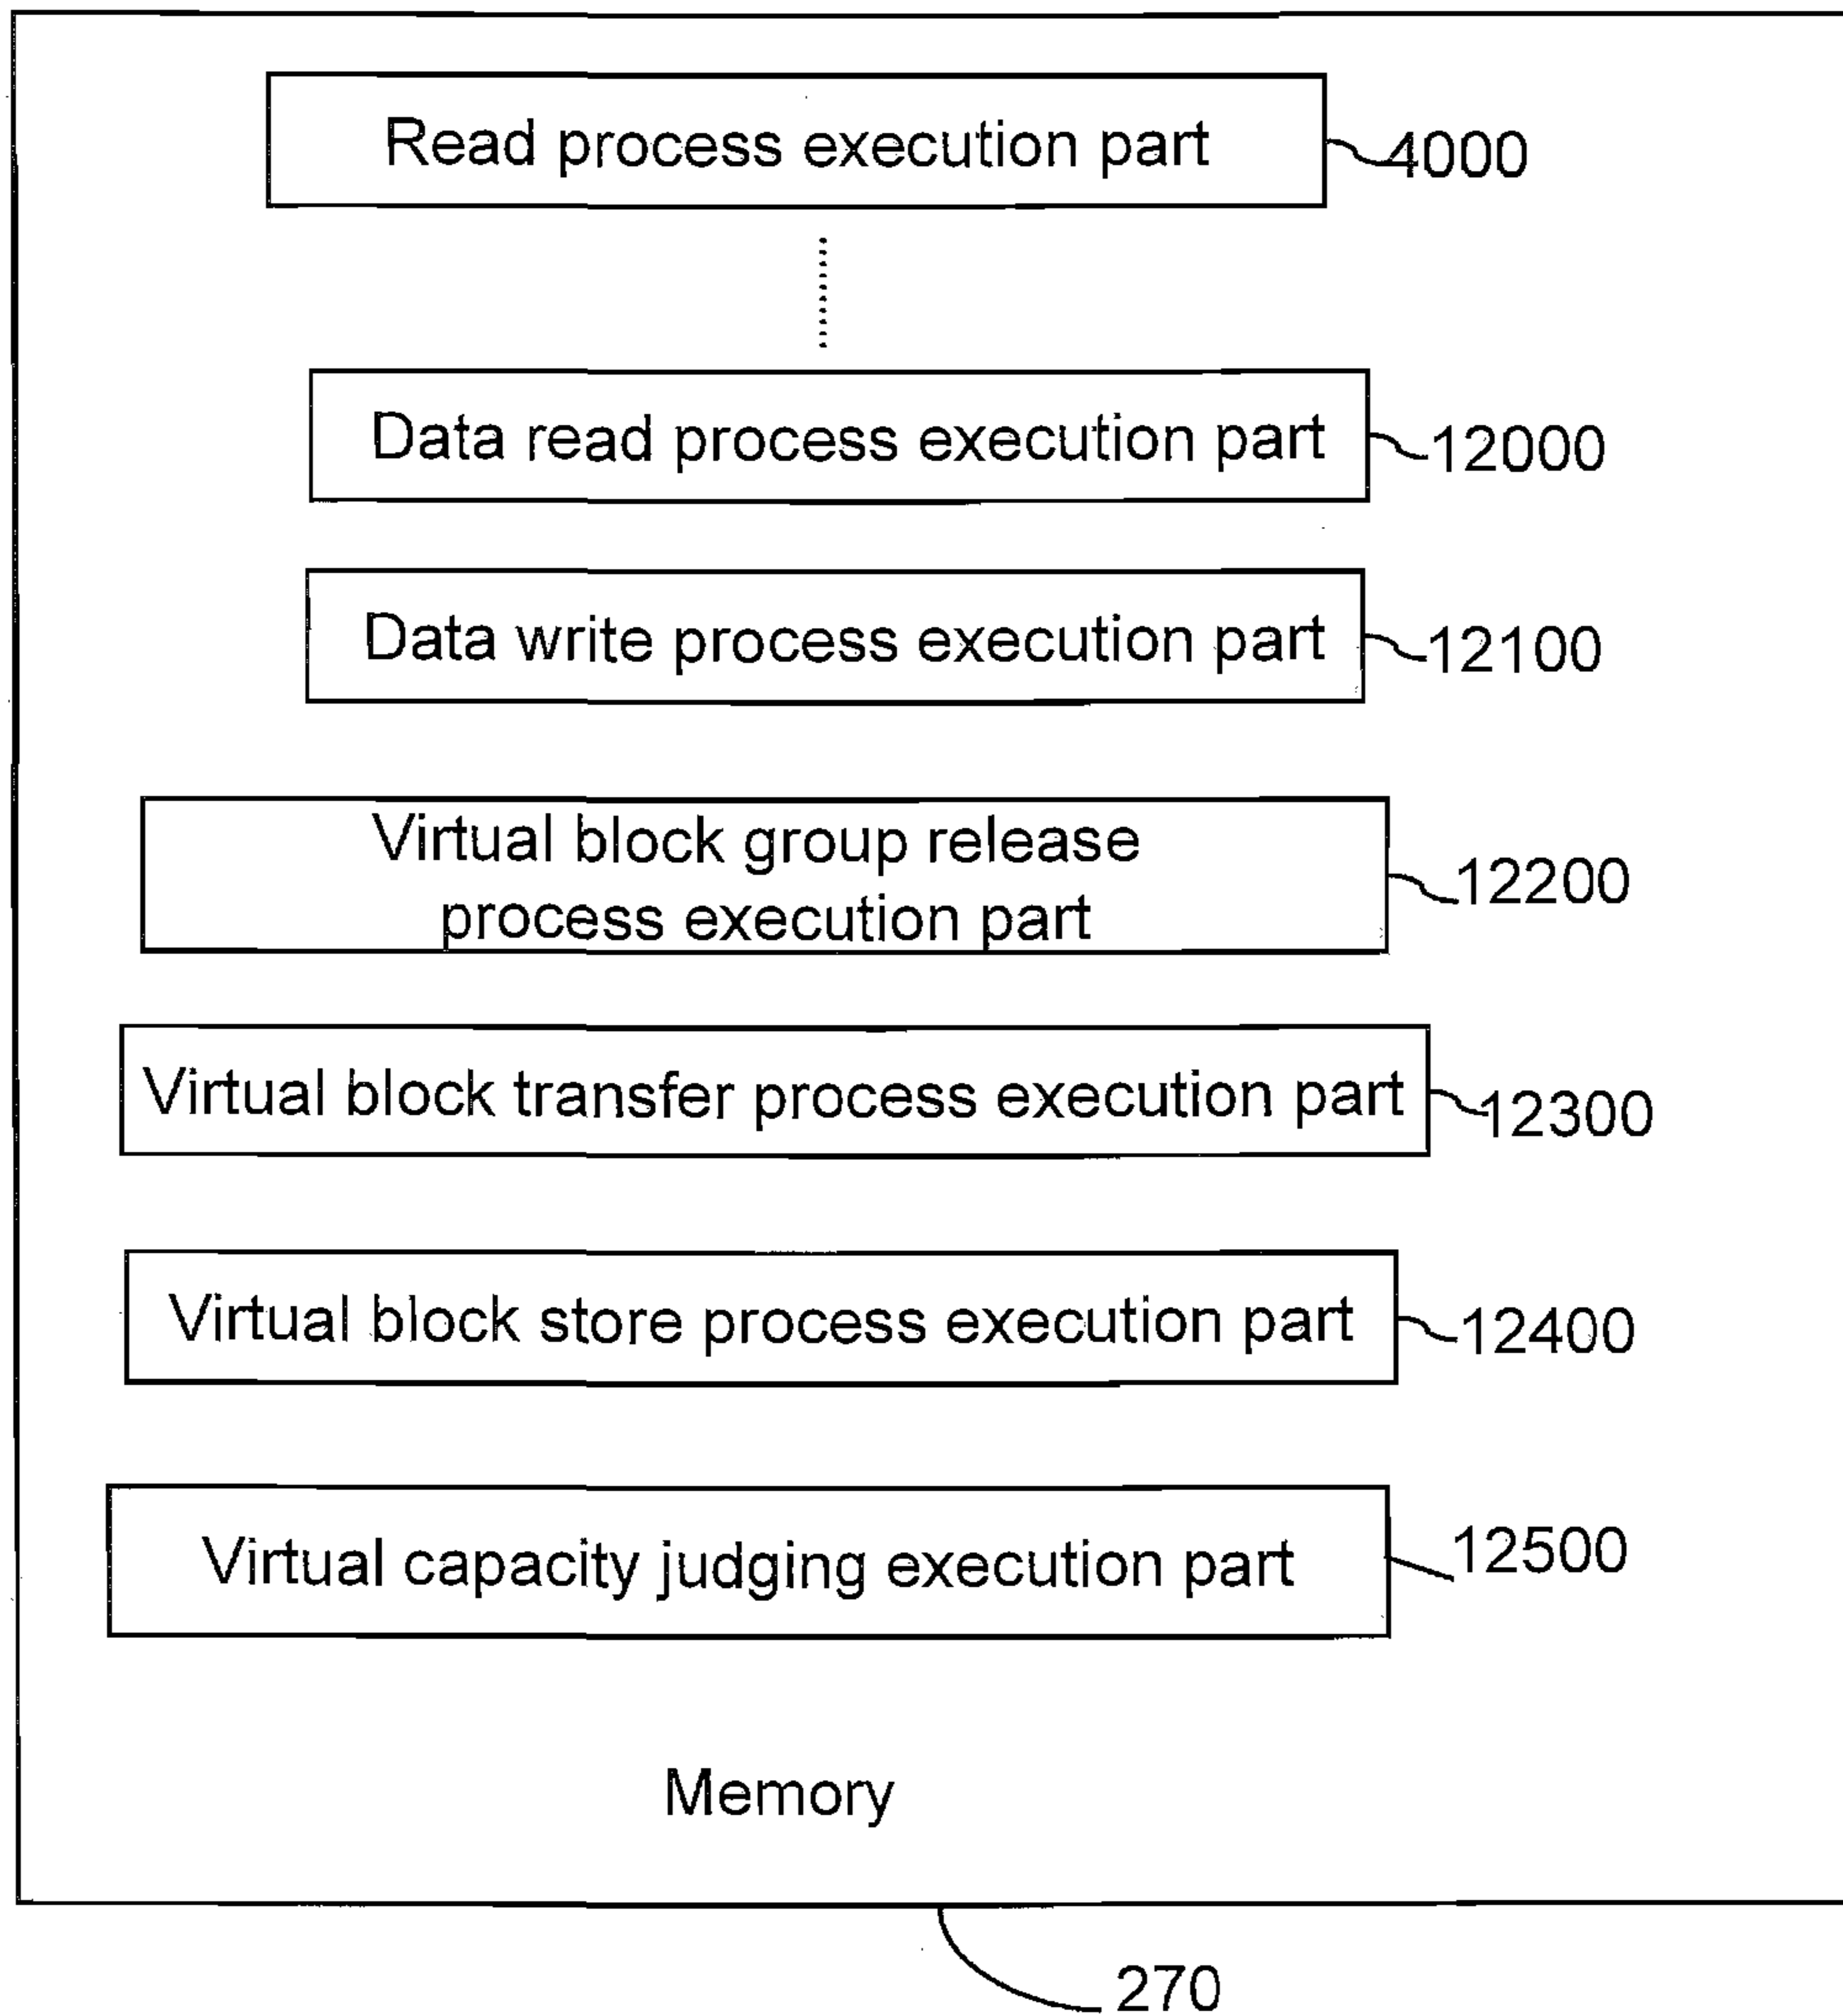 Read process execution part
4000
Data read process execution part
12000
Data write process execution part
12100
Virtual block group release
process execution part
12200
Virtual block transfer process execution part
12300
Virtual block store process execution part
12400
Virtual capacity judging execution part
12500
Memory
270